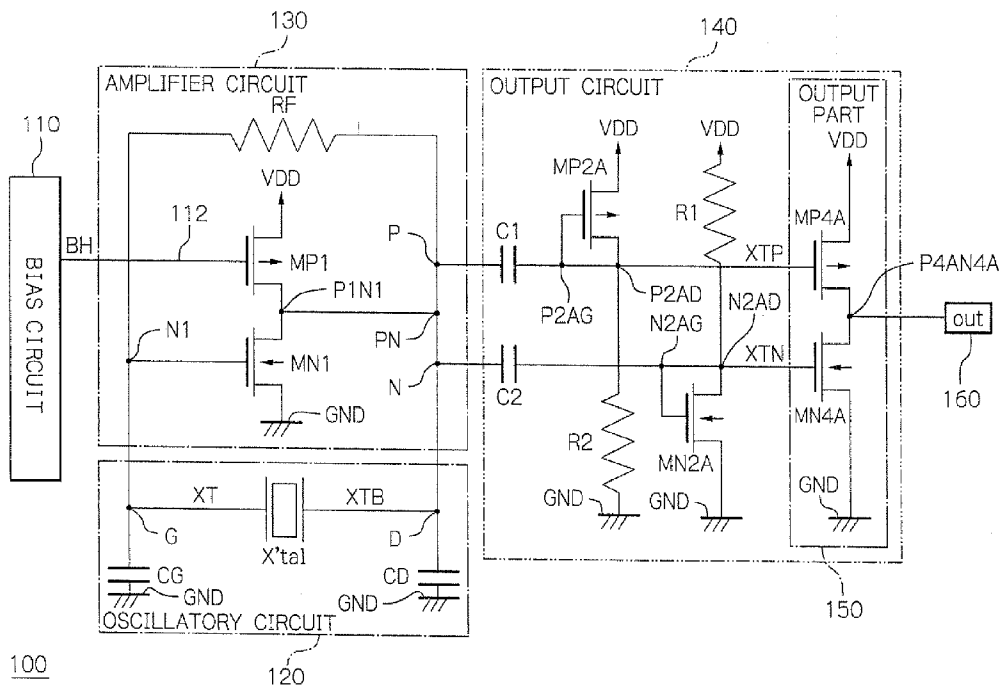 130
140
110
AMPLIFIER CIRCUIT
RF
OUTPUT CIRCUIT
OUTPUT PART
VDD
VDD
VDD
VDD
MP2A
R1
112
BH
P
C1
XTP
MP4A
MP1
P1N1
P2AG
P2AD
P4AN4A
BIAS CIRCUIT
N1
PN
N2AG
N2AD
out
MN1
N
XTN
160
C2
MN4A
GND
R2
MN2A
GND
GND
GND
XT
XTB
G
X'tal
D
CG
GND
CD
GND
150
OSCILLATORY CIRCUIT
100
120